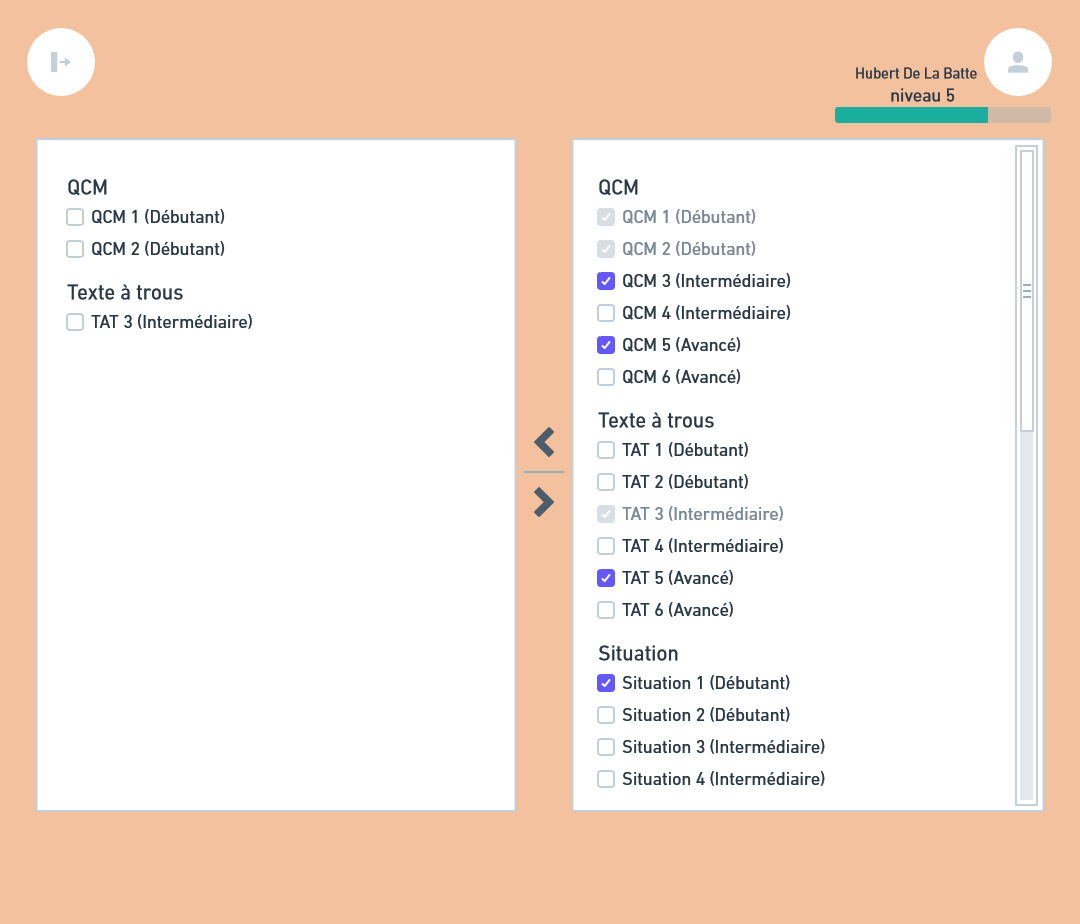 Hubert De La Batte
niveau 5
QCM
QCM 1 (Débutant)
QCM 2 (Débutant)
Texte à trous
TAT 3 (Intermédiaire)
QCM
QCM 1 (Débutant)
QCM 2 (Débutant)
QCM 3 (Intermédiaire)
QCM 4 (Intermédiaire)
QCM 5 (Avancé)
QCM 6 (Avancé)
Texte à trous
TAT 1 (Débutant)
TAT 2 (Débutant)
TAT 3 (Intermédiaire)
TAT 4 (Intermédiaire)
TAT 5 (Avancé)
TAT 6 (Avancé)
Situation
Situation 1 (Débutant)
Situation 2 (Débutant)
Situation 3 (Intermédiaire)
Situation 4 (Intermédiaire)